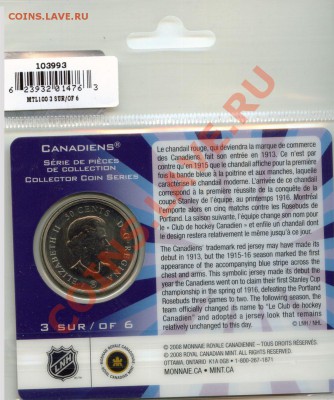 COINS.ЛАВЕ.RU
103993
6 23932 01476 3
MTL100 3 SUR/OF 6
CANADIENS®
SÉRIE DE PIÈCES
DE COLLECTION
COLLECTOR COIN SERIES
ELIZABETH II 50 CENTS D·G·REGINA
3 SUR/OF 6
Le chandail rouge, qui deviendra la marque de commerce
des Canadiens, fait son entrée en 1913. Ce n'est par
contre qu'en 1915 que le chandail affiche pour la première
fois la bande bleue à la poitrine et aux manches, laquelle
caractérise le chandail moderne. L'arrivée de ce chandail
correspond à la première réussite de la conquête de la
coupe Stanley de l'équipe, au printemps 1916. Montréal
l'emporte alors en cinq matchs contre les Rosebuds de
Portland. La saison suivante, l'équipe change son nom pour
le « Club de hockey Canadien » et enfile un chandail dont
le design restera relativement le même jusqu'à ce jour.
The Canadiens' trademark red jersey may have made its
debut in 1913, but the 1915-16 season marked the first
appearance of the accompanying blue stripe across the
chest and arms. This symbolic jersey made its debut the
year the Canadiens went on to claim their first Stanley Cup
championship in the spring of 1916, defeating the Portland
Rosebuds three games to two. The following season, the
team officially changed its name to "Le Club de hockey
Canadien" and adopted a jersey look that remains
relatively unchanged to this day.
© LNH / NHL
NHL
© 2008 MONNAIE ROYALE CANADIENNE – TOUS DROITS RÉSERVÉS.
© 2008 ROYAL CANADIAN MINT. ALL RIGHTS RESERVED.
OTTAWA, ONTARIO K1A 0G8 • 1-800-267-1871
MONNAIE.CA • MINT.CA